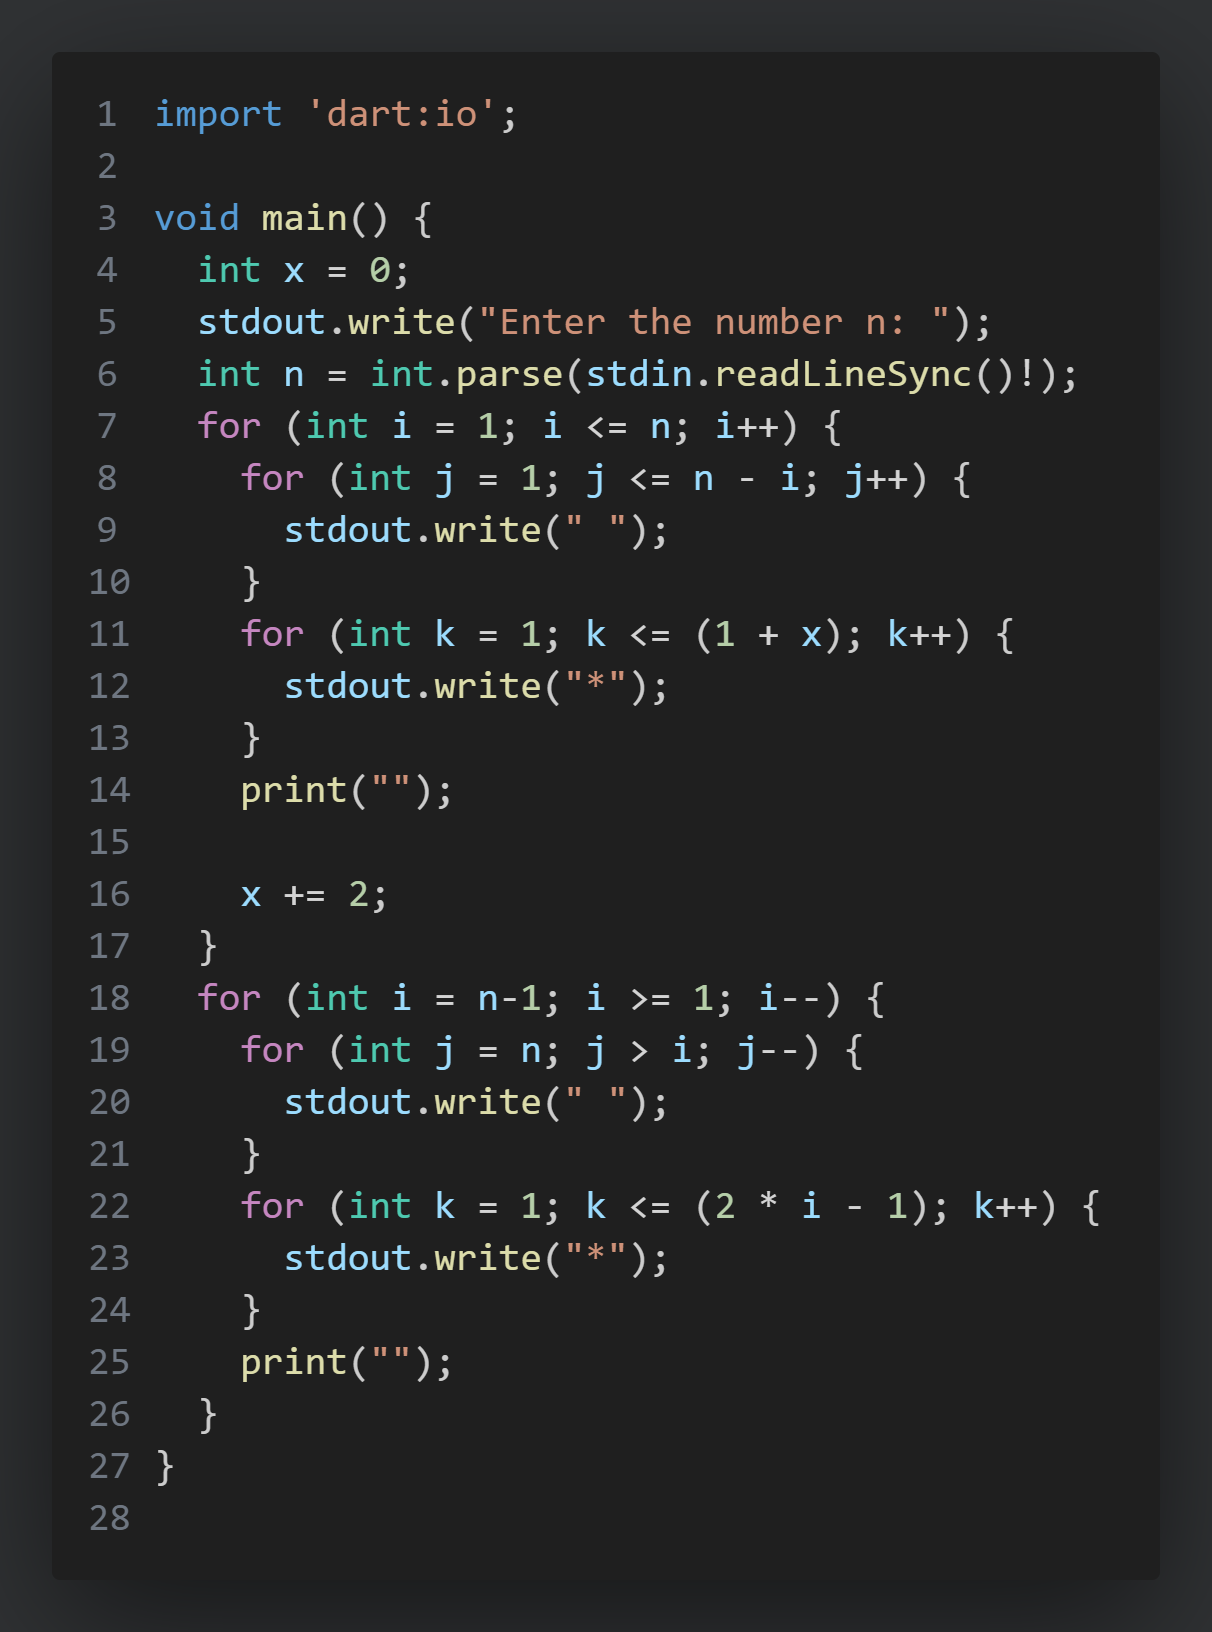 1 import 'dart:io';
2
3 void main() {
4   int x = 0;
5   stdout.write("Enter the number n: ");
6   int n = int.parse(stdin.readLineSync()!);
7   for (int i = 1; i <= n; i++) {
8     for (int j = 1; j <= n - i; j++) {
9       stdout.write(" ");
10     }
11     for (int k = 1; k <= (1 + x); k++) {
12       stdout.write("*");
13     }
14     print("");
15
16     x += 2;
17   }
18   for (int i = n-1; i >= 1; i--) {
19     for (int j = n; j > i; j--) {
20       stdout.write(" ");
21     }
22     for (int k = 1; k <= (2 * i - 1); k++) {
23       stdout.write("*");
24     }
25     print("");
26   }
27 }
28